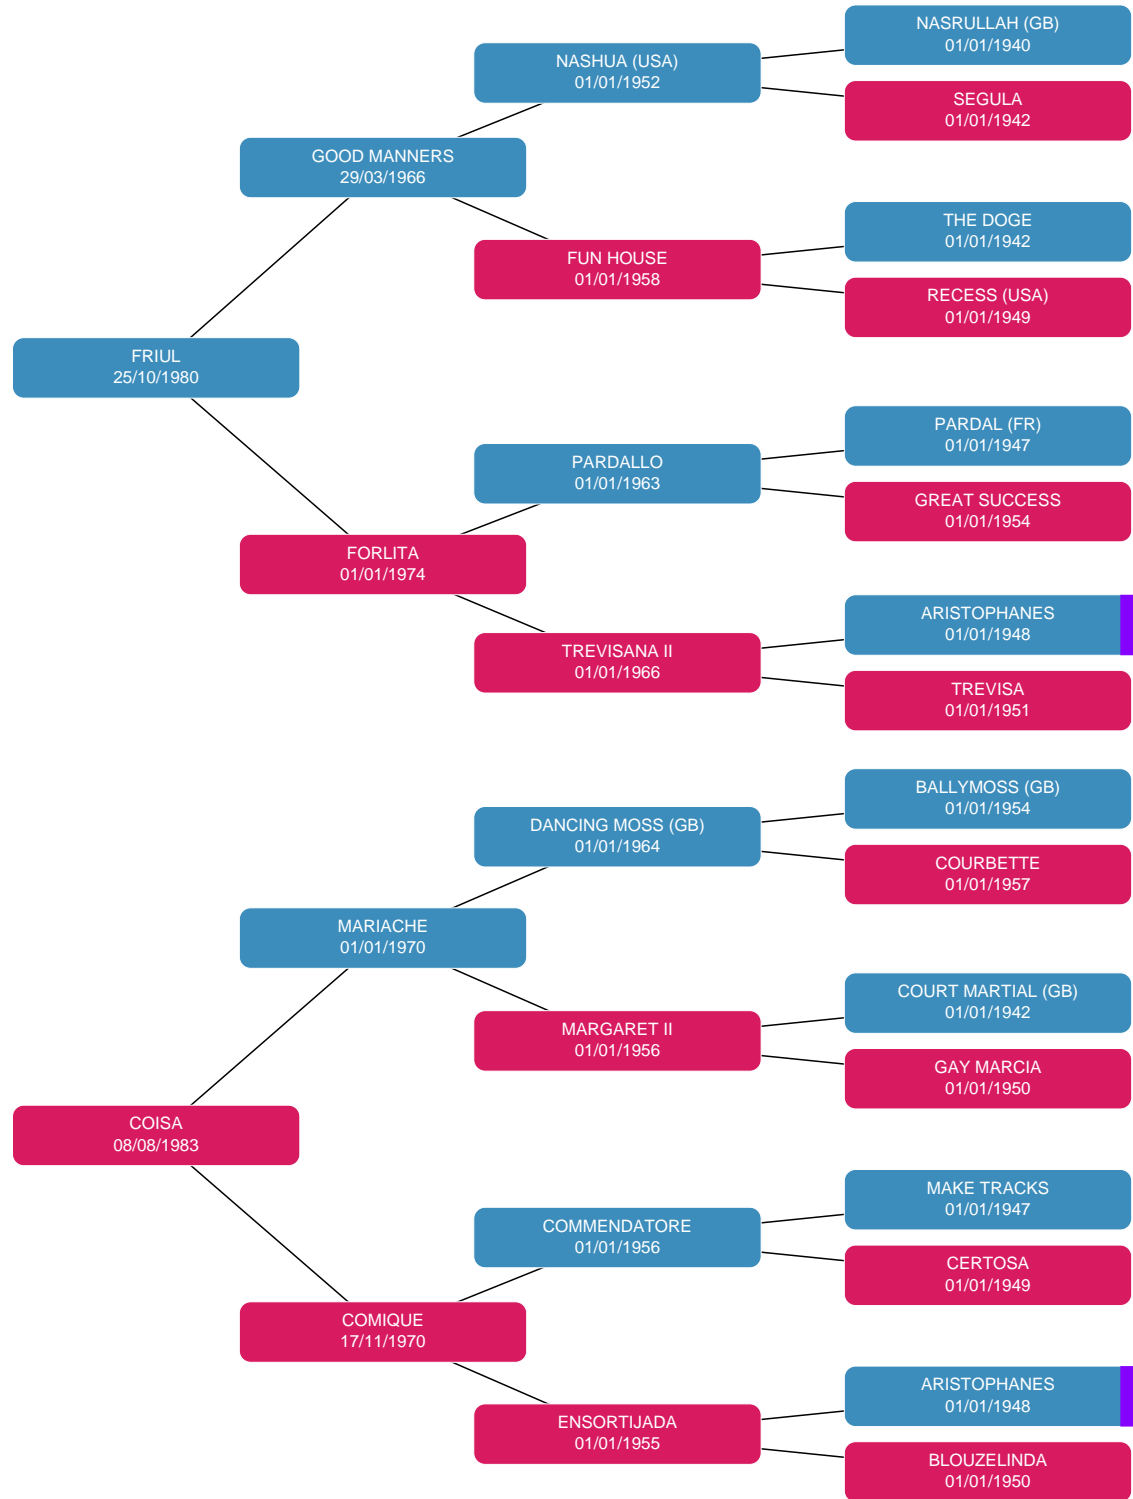 NASRULLAH (GB)
01/01/1940
NASHUA (USA)
01/01/1952
SEGULA
01/01/1942
GOOD MANNERS
29/03/1966
THE DOGE
01/01/1942
FUN HOUSE
01/01/1958
RECESS (USA)
01/01/1949
FRIUL
25/10/1980
PARDAL (FR)
01/01/1947
PARDALLO
01/01/1963
GREAT SUCCESS
01/01/1954
FORLITA
01/01/1974
ARISTOPHANES
01/01/1948
TREVISANA II
01/01/1966
TREVISA
01/01/1951
BALLYMOSS (GB)
01/01/1954
DANCING MOSS (GB)
01/01/1964
COURBETTE
01/01/1957
MARIACHE
01/01/1970
COURT MARTIAL (GB)
01/01/1942
MARGARET II
01/01/1956
GAY MARCIA
01/01/1950
COISA
08/08/1983
MAKE TRACKS
01/01/1947
COMMENDATORE
01/01/1956
CERTOSA
01/01/1949
COMIQUE
17/11/1970
ARISTOPHANES
01/01/1948
ENSORTIJADA
01/01/1955
BLOUZELINDA
01/01/1950